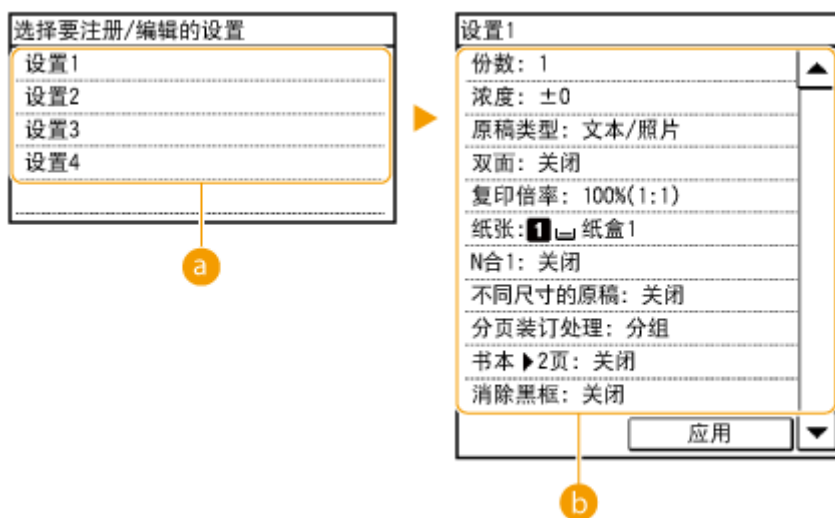 选择要注册/编辑的设置
设置1
设置2
设置3
设置4
a
设置1
份数: 1
浓度: ±0
原稿类型: 文本/照片
双面: 关闭
复印倍率: 100%(1:1)
纸张:1 纸盒1
N合1: 关闭
不同尺寸的原稿: 关闭
分页装订处理: 分组
书本▶2页: 关闭
消除黑框: 关闭
应用
b